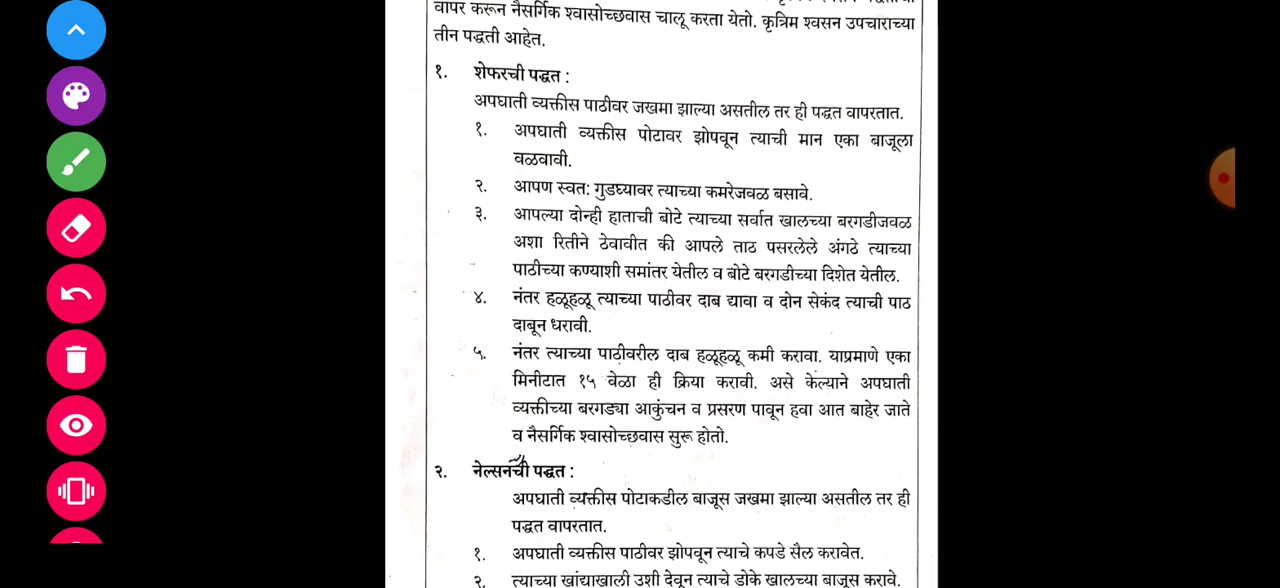 वापर करून नैसर्गिक श्वासोच्छवास चालू करता येतो. कृत्रिम श्वसन उपचाराच्या
तीन पद्धती आहेत.
१. शेफरची पद्धत :
अपघाती व्यक्तीस पाठीवर जखमा झाल्या असतील तर ही पद्धत वापरतात.
१. अपघाती व्यक्तीस पोटावर झोपवून त्याची मान एका बाजूला
वळवावी.
२. आपण स्वत: गुडघ्यावर त्याच्या कमरेजवळ बसावे.
३. आपल्या दोन्ही हाताची बोटे त्याच्या सर्वात खालच्या बरगडीजवळ
अशा रितीने ठेवावीत की आपले ताठ पसरलेले अंगठे त्याच्या
पाठीच्या कण्याशी समांतर येतील व बोटे बरगडीच्या दिशेत येतील.
४. नंतर हळूहळू त्याच्या पाठीवर दाब द्यावा व दोन सेकंद त्याची पाठ
दाबून धरावी.
५. नंतर त्याच्या पाठीवरील दाब हळूहळू कमी करावा. याप्रमाणे एका
मिनीटात १५ वेळा ही क्रिया करावी. असे केल्याने अपघाती
व्यक्तीच्या बरगड्या आकुंचन व प्रसरण पावून हवा आत बाहेर जाते
व नैसर्गिक श्वासोच्छवास सुरू होतो.
२. नेल्सनची पद्धत :
अपघाती व्यक्तीस पोटाकडील बाजूस जखमा झाल्या असतील तर ही
पद्धत वापरतात.
१. अपघाती व्यक्तीस पाठीवर झोपवून त्याचे कपडे सैल करावेत.
२. त्याच्या खांद्याखाली उशी देवून त्याचे डोके खालच्या बाजूस करावे.